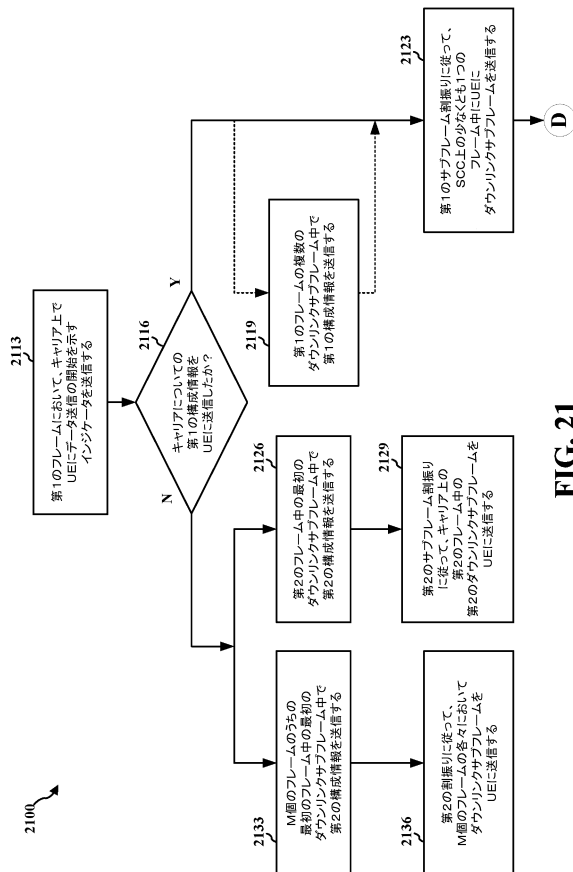 2100
2113
第1のフレームにおいて、キャリア上で
UEにデータ送信の開始を示す
インジケータを送信する
2116
キャリアについての
第1の構成情報を
UEに送信したか？
N
Y
2133
M個のフレームのうちの
最初のフレーム中の最初の
ダウンリンクサブフレーム中で
第2の構成情報を送信する
2126
第2のフレーム中の最初の
ダウンリンクサブフレーム中で
第2の構成情報を送信する
2119
第1のフレームの複数の
ダウンリンクサブフレーム中で
第1の構成情報を送信する
2136
第2の割振りに従って、
M個のフレームの各々において
ダウンリンクサブフレームを
UEに送信する
2129
第2のサブフレーム割振り
に従って、キャリア上の
第2のフレーム中の
第2のダウンリンクサブフレームを
UEに送信する
2123
第1のサブフレーム割振りに従って、
SCC上の少なくとも1つの
フレーム中にUEに
ダウンリンクサブフレームを送信する
D
FIG. 21